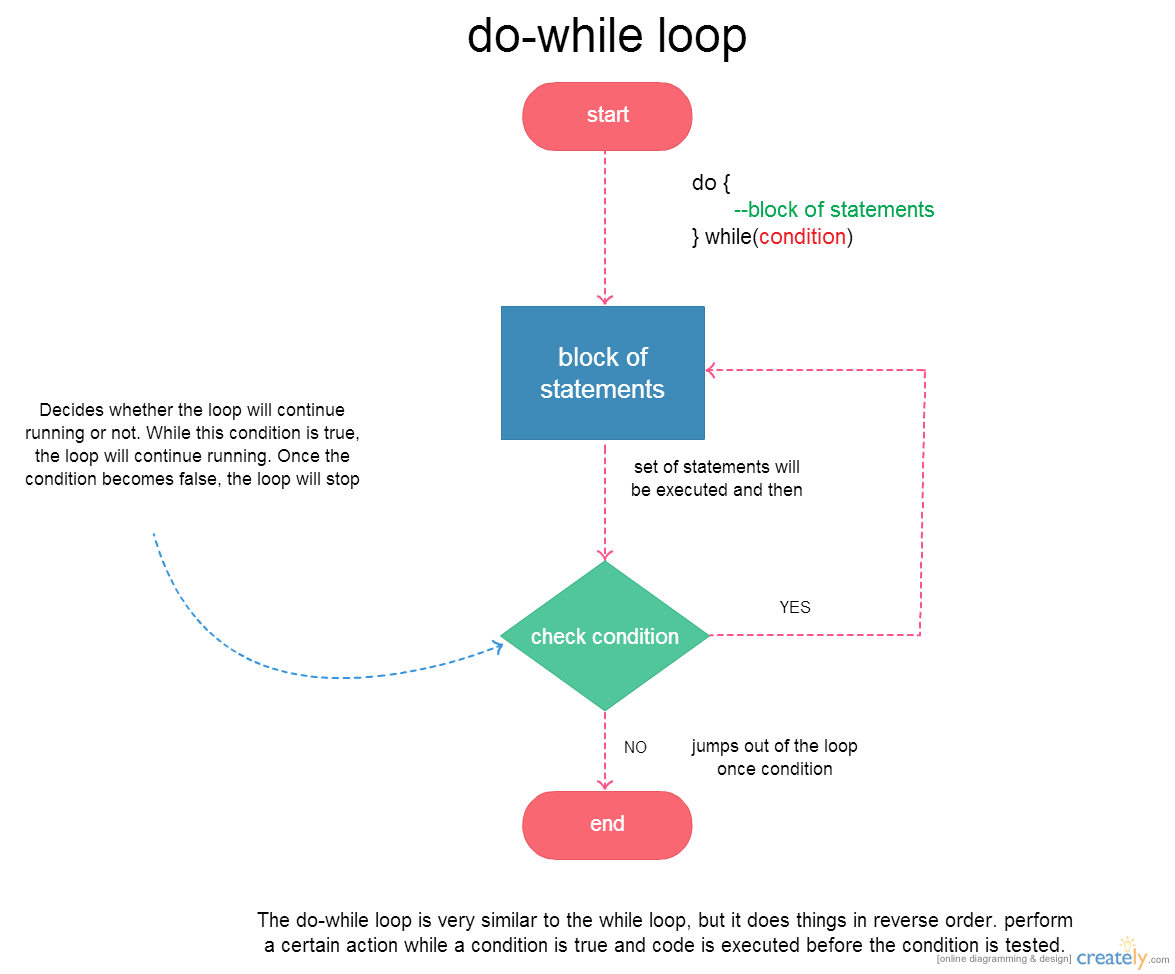 do-while loop
start
do {
--block of statements
} while(condition)
block of
statements
Decides whether the loop will continue
running or not. While this condition is true,
the loop will continue running. Once the
condition becomes false, the loop will stop
set of statements will
be executed and then
YES
check condition
NO
jumps out of the loop
once condition
end
The do-while loop is very similar to the while loop, but it does things in reverse order. perform
a certain action while a condition is true and code is executed before the condition is tested.
[online diagramming & design] creately.com